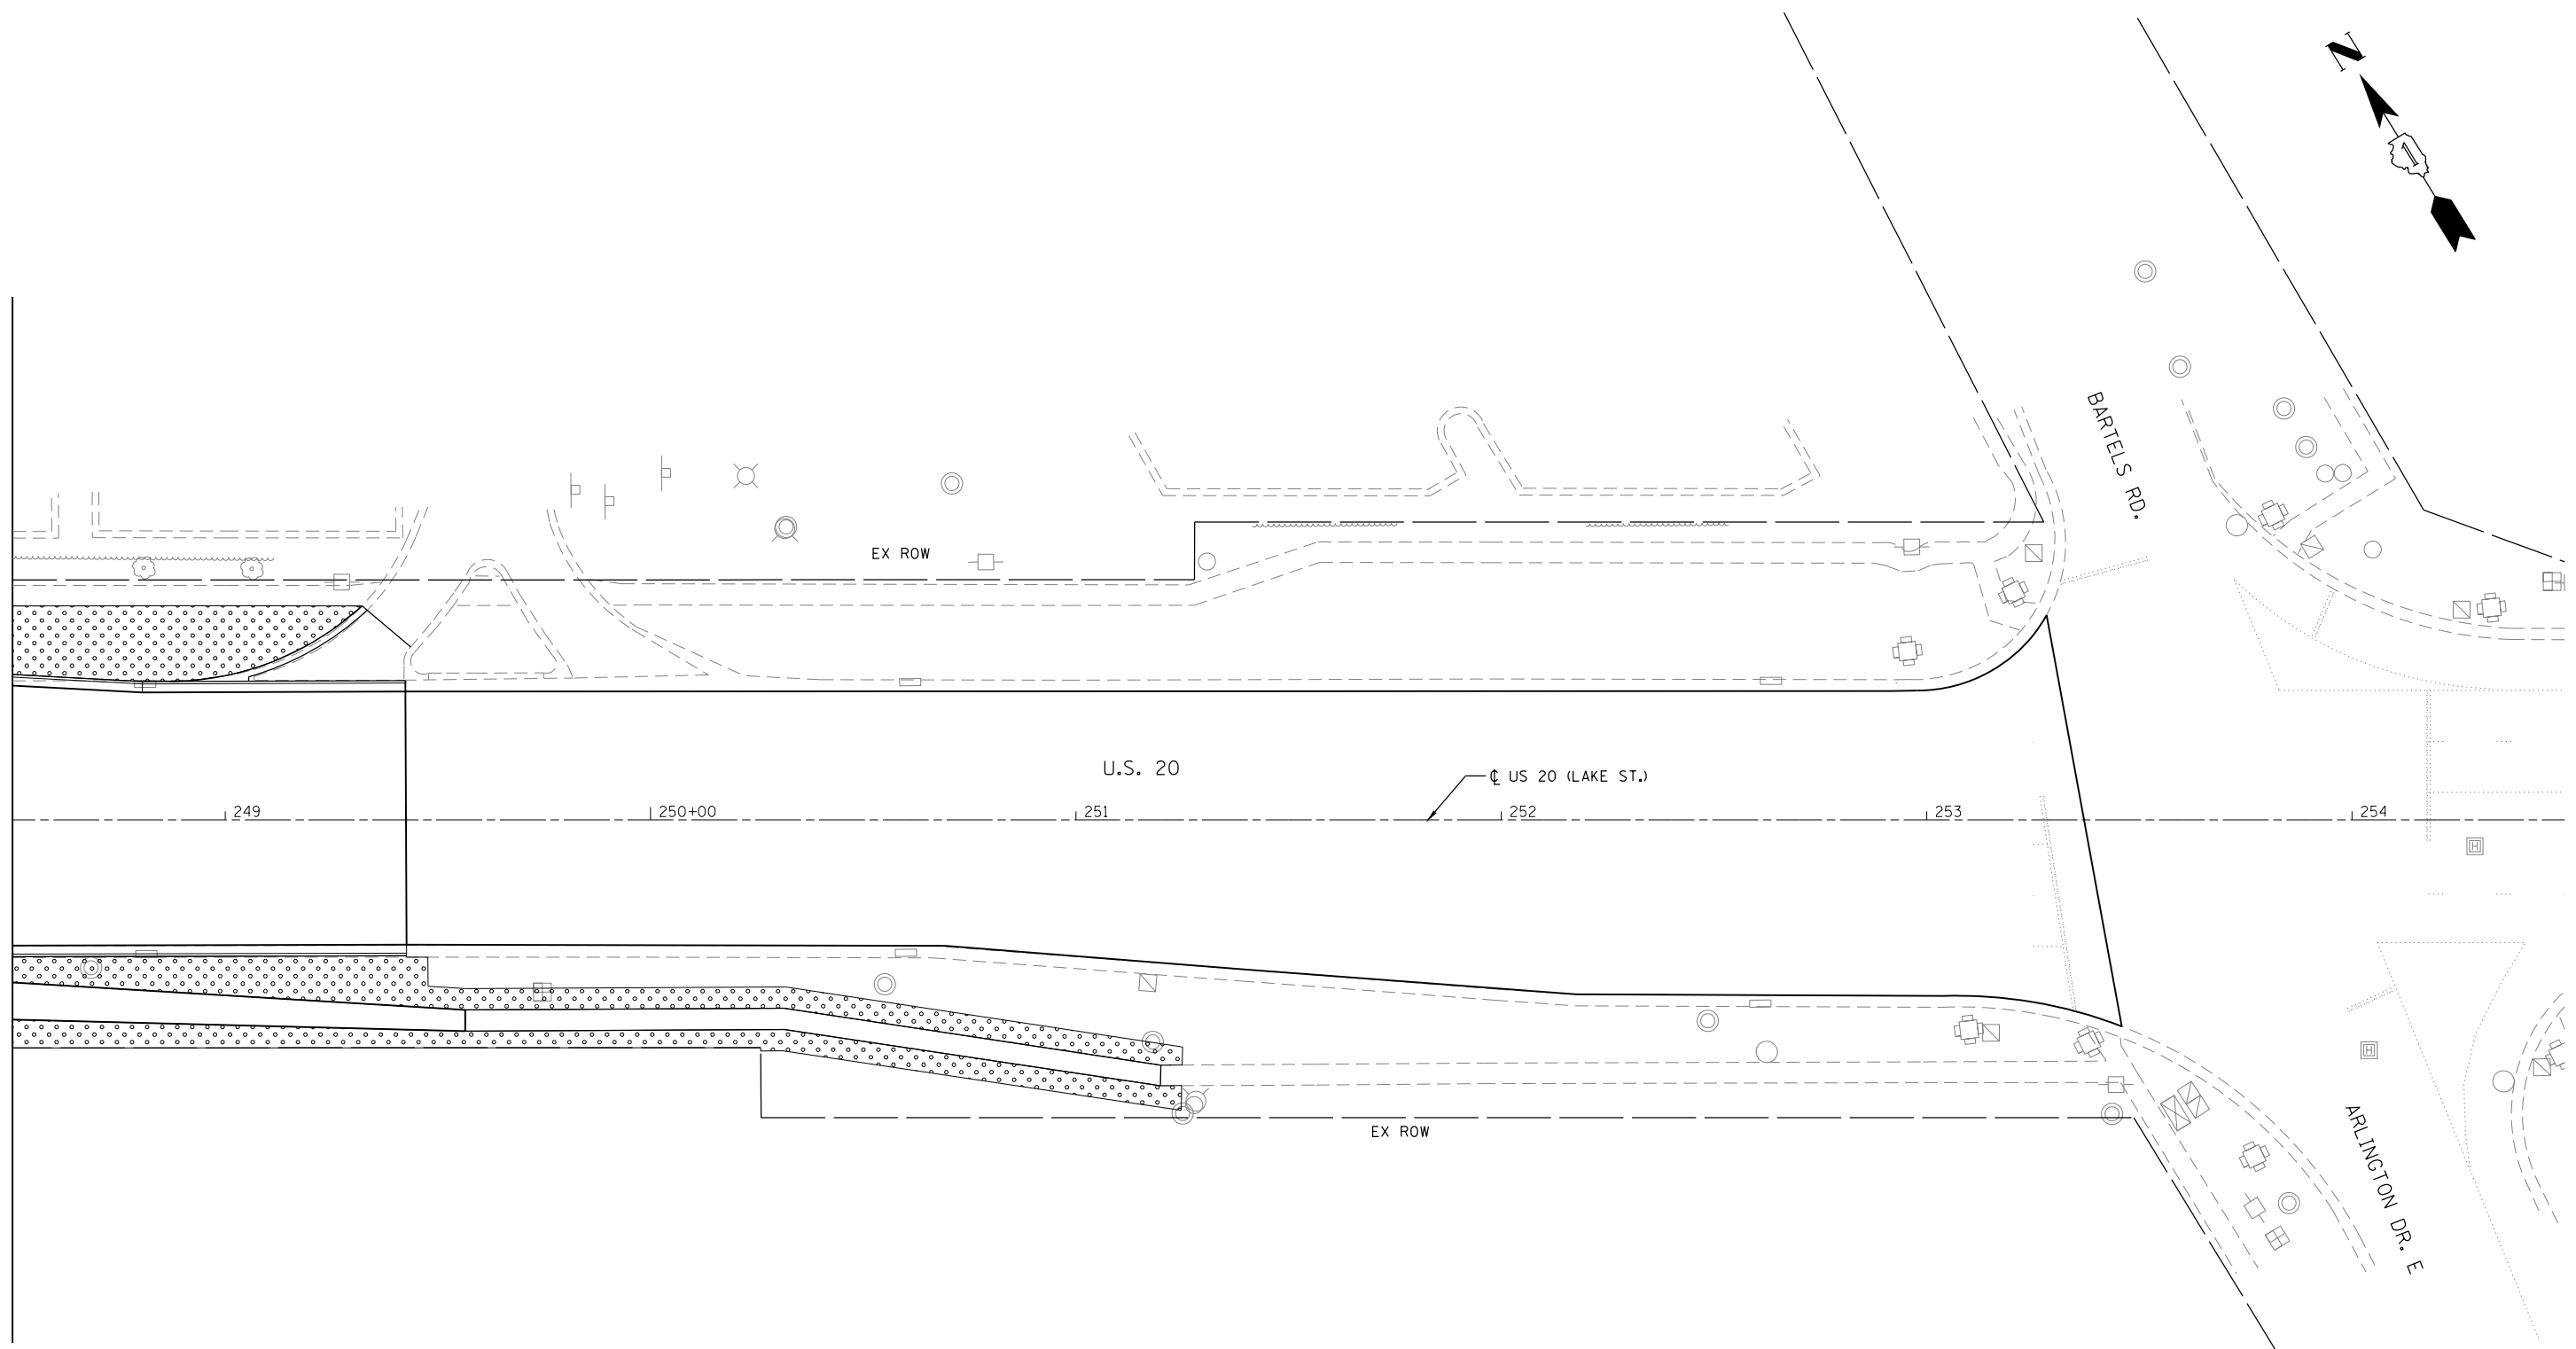 N
1
BARTELS RD.
EX ROW
U.S. 20
℄ US 20 (LAKE ST.)
249
250+00
251
252
253
254
H
H
EX ROW
ARLINGTON DR. E